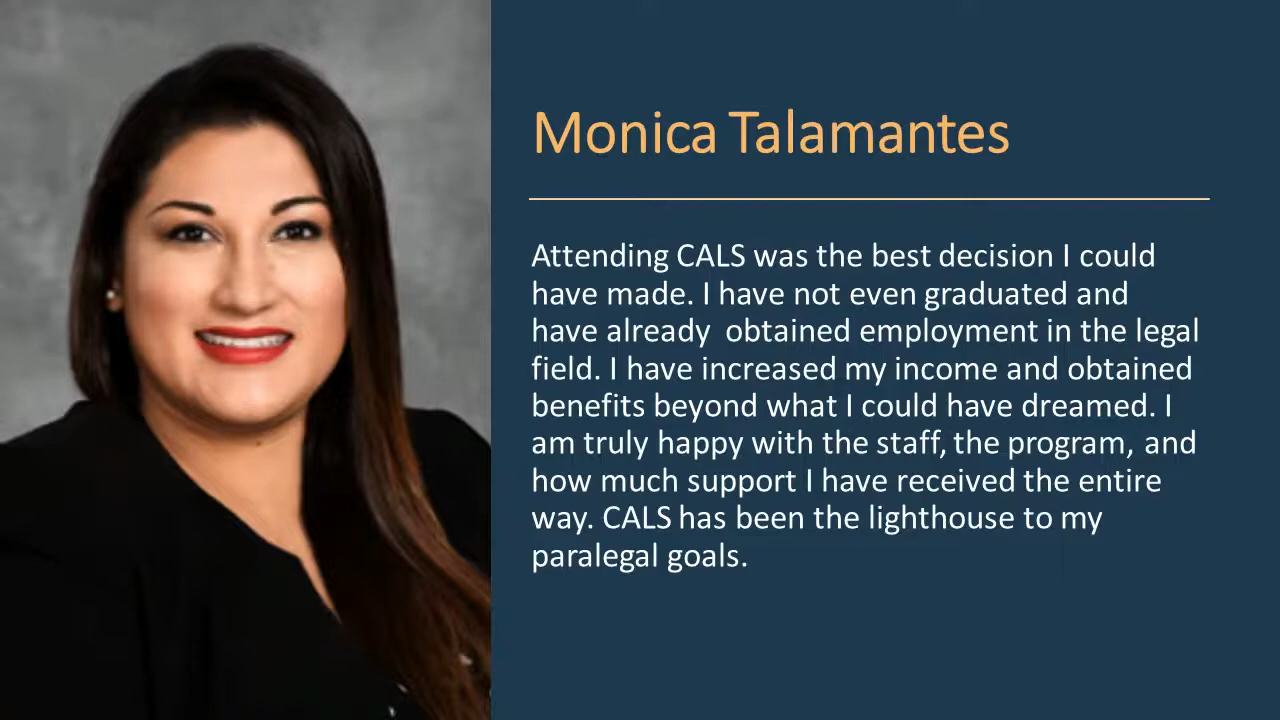 Monica Talamantes
Attending CALS was the best decision I could
have made. I have not even graduated and
have already  obtained employment in the legal
field. I have increased my income and obtained
benefits beyond what I could have dreamed. I
am truly happy with the staff, the program, and
how much support I have received the entire
way. CALS has been the lighthouse to my
paralegal goals.